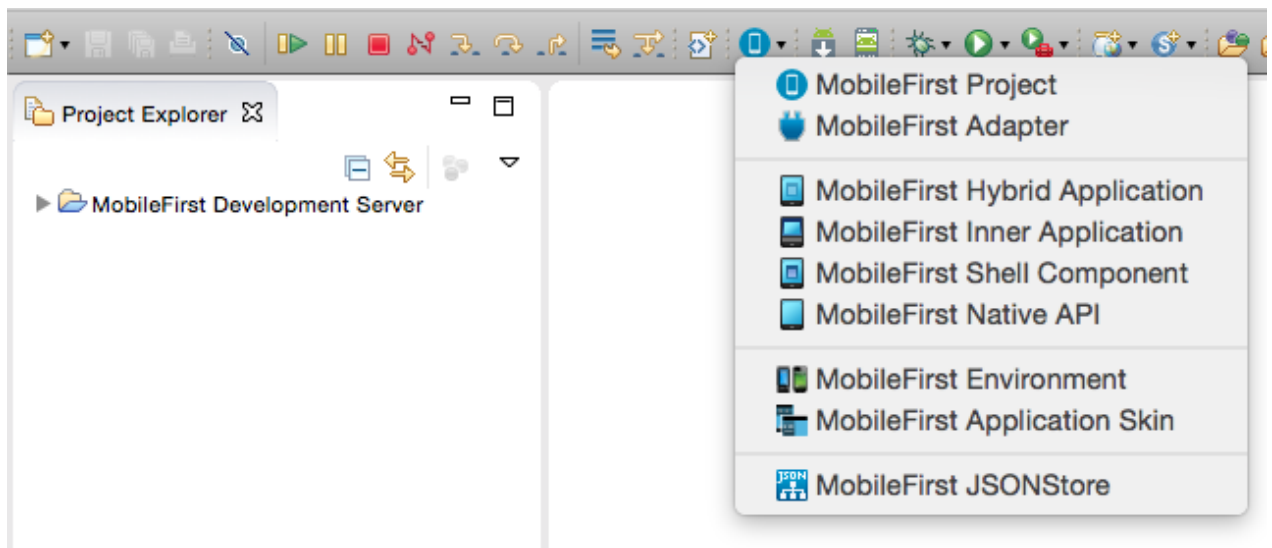 MobileFirst Project
Project Explorer
MobileFirst Adapter
MobileFirst Development Server
MobileFirst Hybrid Application
MobileFirst Inner Application
MobileFirst Shell Component
MobileFirst Native API
MobileFirst Environment
MobileFirst Application Skin
JSON
MobileFirst JSONStore